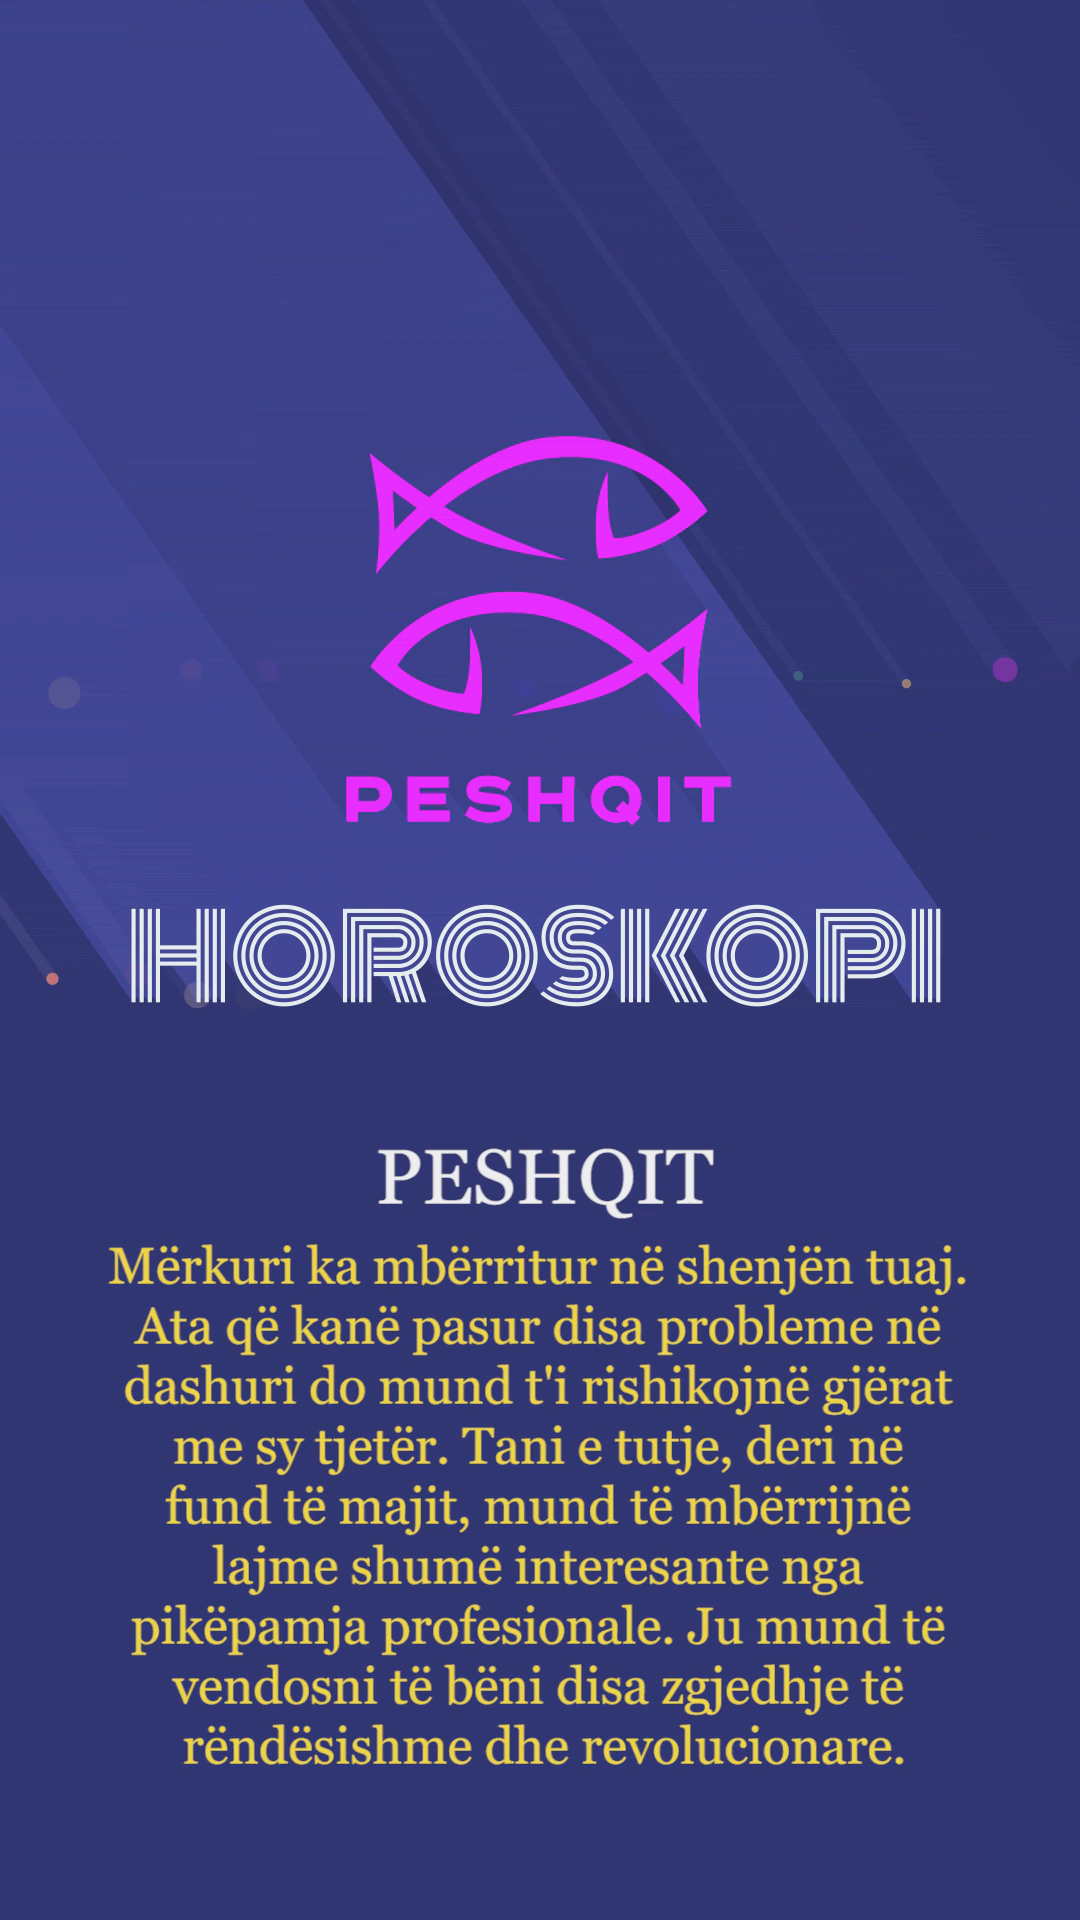 PESHQIT
HOROSKOPI
PESHQIT
Mërkuri ka mbërritur në shenjën tuaj.
Ata që kanë pasur disa probleme në
dashuri do mund t'i rishikojnë gjërat
me sy tjetër. Tani e tutje, deri në
fund të majit, mund të mbërrijnë
lajme shumë interesante nga
pikëpamja profesionale. Ju mund të
vendosni të bëni disa zgjedhje të
rëndësishme dhe revolucionare.